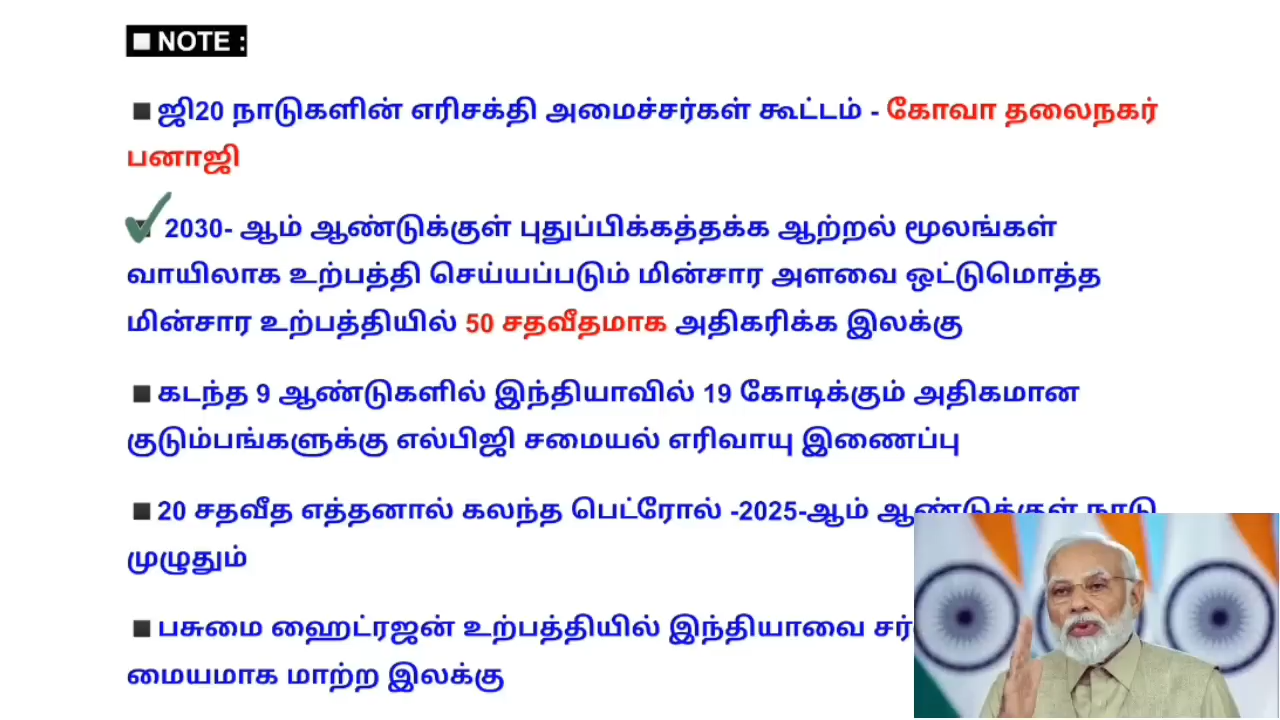 NOTE :
ஜி20 நாடுகளின் எரிசக்தி அமைச்சர்கள் கூட்டம் - கோவா தலைநகர்
பனாஜி
2030- ஆம் ஆண்டுக்குள் புதுப்பிக்கத்தக்க ஆற்றல் மூலங்கள்
வாயிலாக உற்பத்தி செய்யப்படும் மின்சார அளவை ஒட்டுமொத்த
மின்சார உற்பத்தியில் 50 சதவீதமாக அதிகரிக்க இலக்கு
கடந்த 9 ஆண்டுகளில் இந்தியாவில் 19 கோடிக்கும் அதிகமான
குடும்பங்களுக்கு எல்பிஜி சமையல் எரிவாயு இணைப்பு
20 சதவீத எத்தனால் கலந்த பெட்ரோல் -2025-ஆம் ஆண்டுக்குள் நாடு
முழுதும்
பசுமை ஹைட்ரஜன் உற்பத்தியில் இந்தியாவை
மையமாக மாற்ற இலக்கு